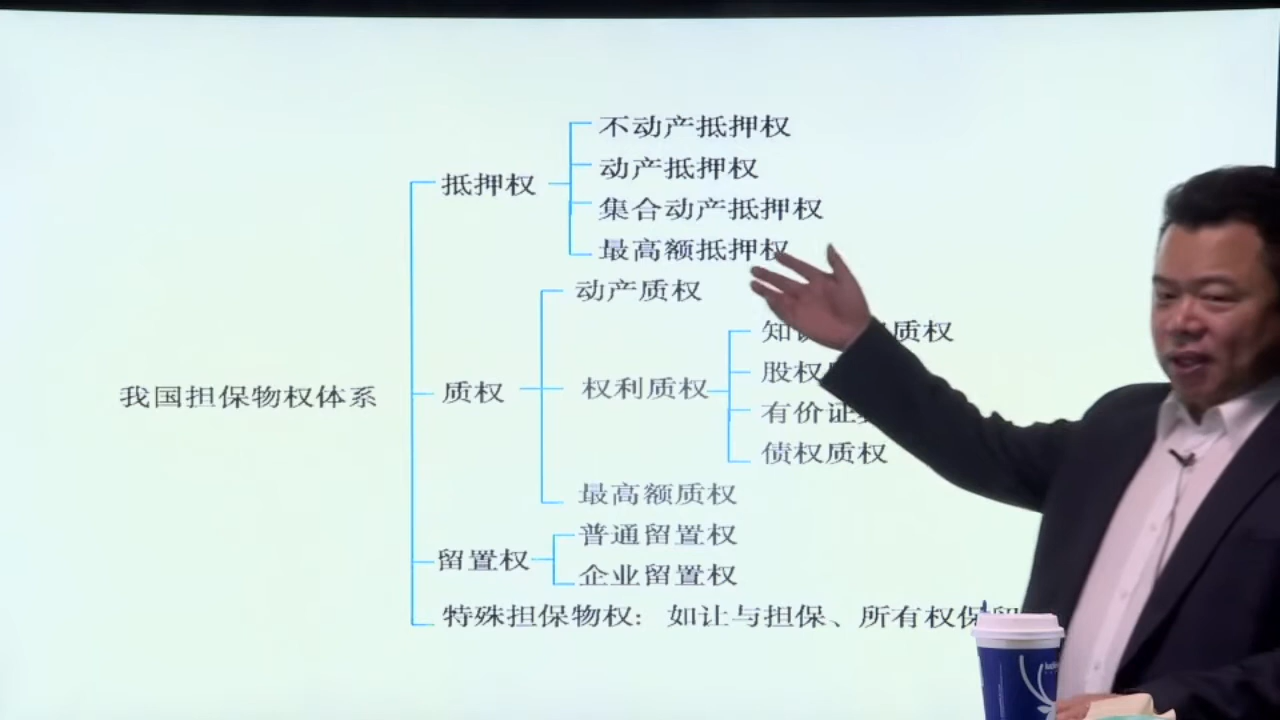 不动产抵押权
动产抵押权
抵押权
集合动产抵押权
最高额抵押权
动产质权
知 质权
股权
权利质权
质权
我国担保物权体系
有价证
债权质权
最高额质权
普通留置权
留置权
企业留置权
特殊担保物权：如让与担保、所有权保留